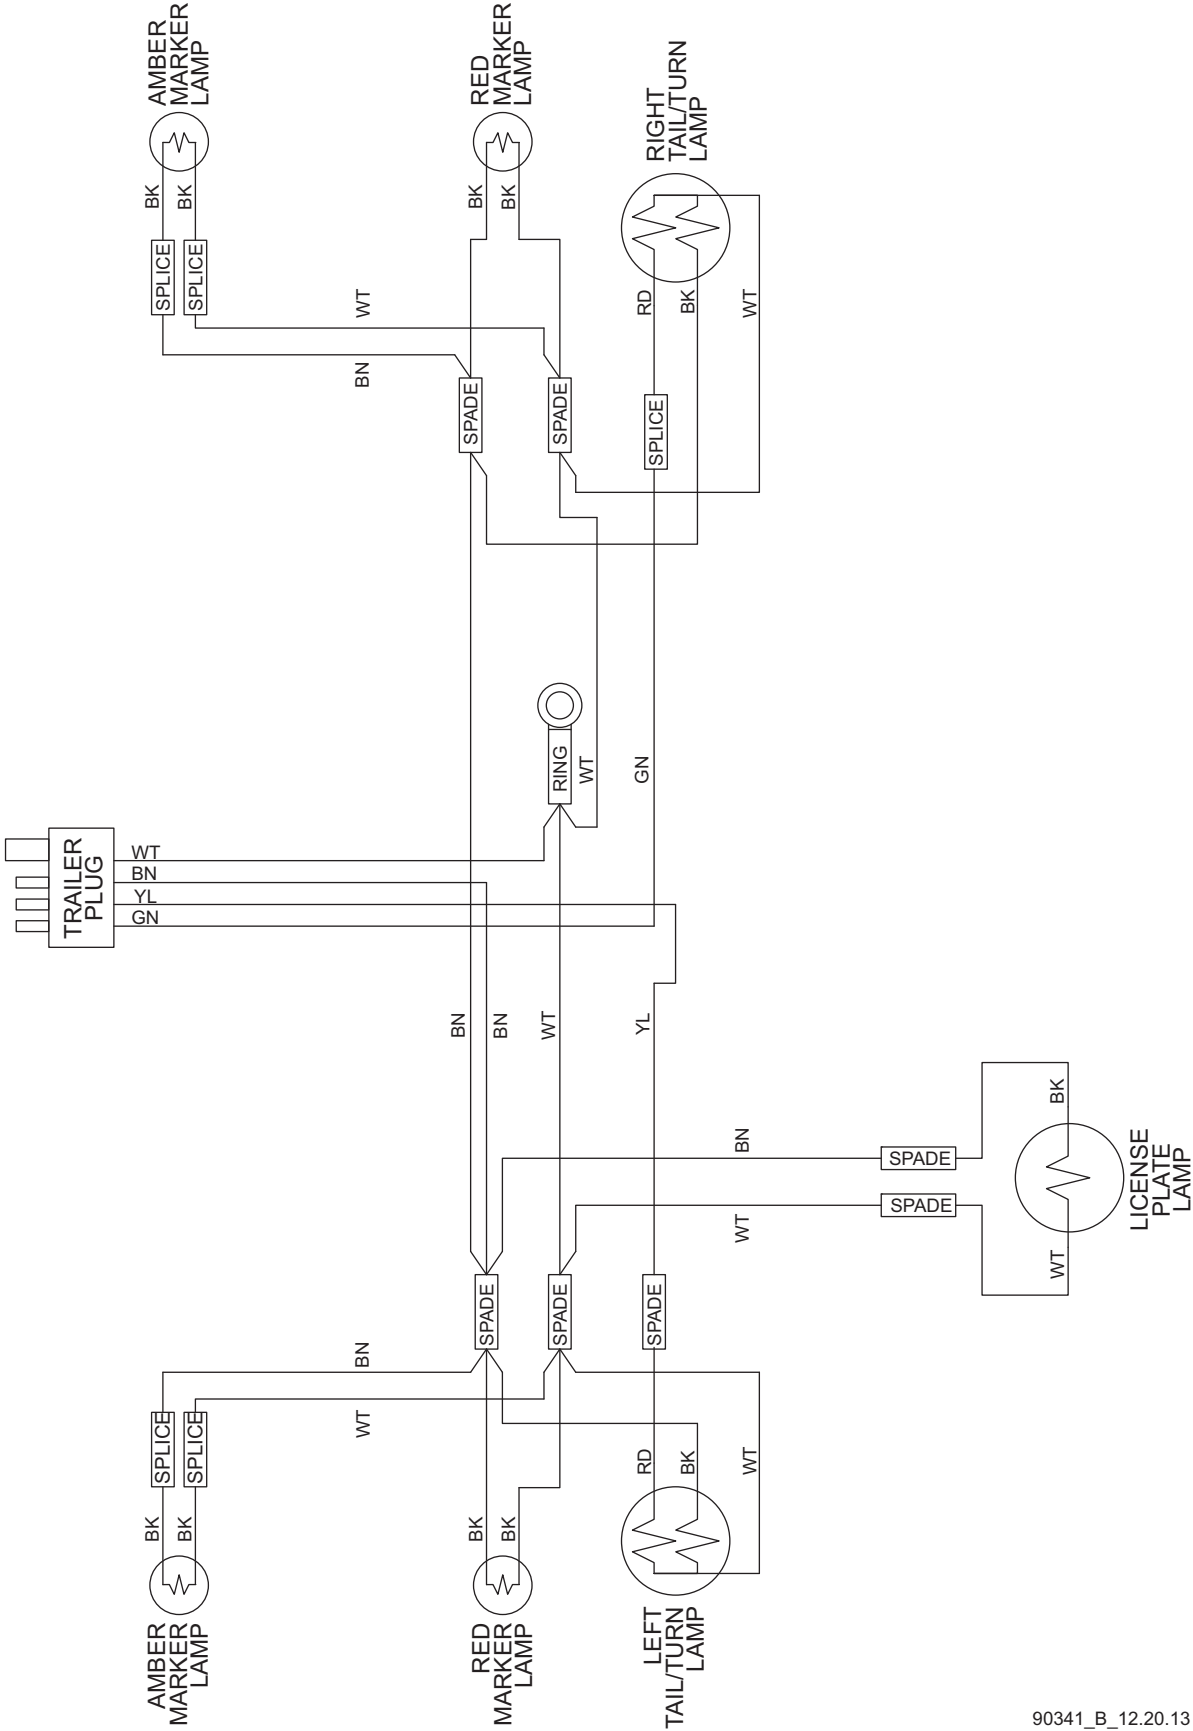 AMBER
MARKER
LAMP
RED
MARKER
LAMP
RIGHT
TAIL/TURN
LAMP
BK
BK
BK
BK
SPLICE
SPLICE
RD
BK
WT
WT
BN
SPADE
SPADE
SPLICE
RING
WT
GN
TRAILER
PLUG
WT
BN
YL
GN
BN
BN
WT
YL
BK
BN
SPADE
LICENSE
PLATE
LAMP
SPADE
WT
WT
SPADE
SPADE
SPADE
BN
WT
SPLICE
SPLICE
RD
BK
WT
BK
BK
BK
BK
AMBER
MARKER
LAMP
RED
MARKER
LAMP
LEFT
TAIL/TURN
LAMP
90341_B_12.20.13